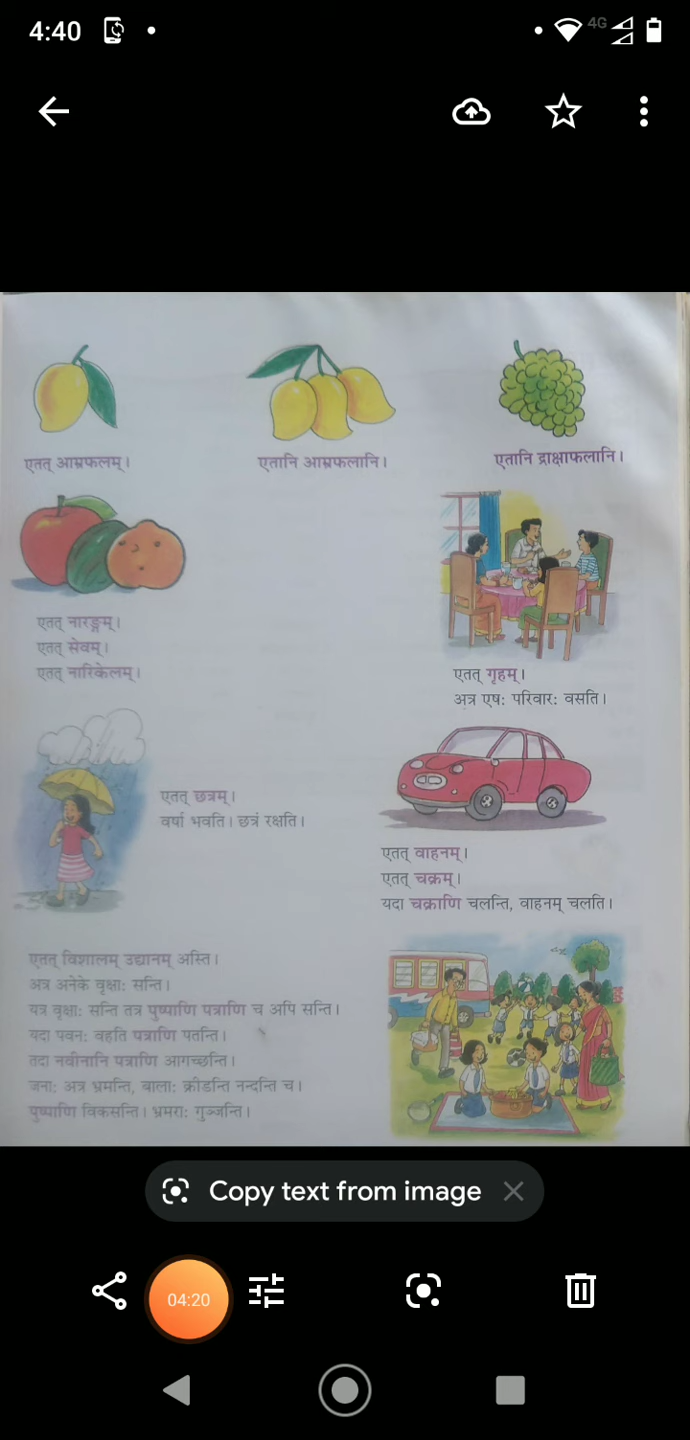 4:40
4G
एतत् आम्रफलम्।
एतानि आम्रफलानि।
एतानि द्राक्षाफलानि।
एतत् नारङ्गम्।
एतत् सेवम्।
एतत् नारिकेलम्।
एतत् गृहम्।
अत्र एषः परिवारः वसति।
एतत् छत्रम्।
वर्षा भवति। छत्रं रक्षति।
एतत् वाहनम्।
एतत् चक्रम्।
यदा चक्राणि चलन्ति, वाहनम् चलति।
एतत् विशालम् उद्यानम् अस्ति।
अत्र अनेके वृक्षाः सन्ति।
यत्र वृक्षाः सन्ति तत्र पुष्पाणि पत्राणि च अपि सन्ति।
यदा पवनः वहति पत्राणि पतन्ति।
तदा नवीनानि पत्राणि आगच्छन्ति।
जनाः अत्र भ्रमन्ति, बालाः क्रीडन्ति नन्दन्ति च।
पुष्पाणि विकसन्ति। भ्रमराः गुञ्जन्ति।
Copy text from image
04:20